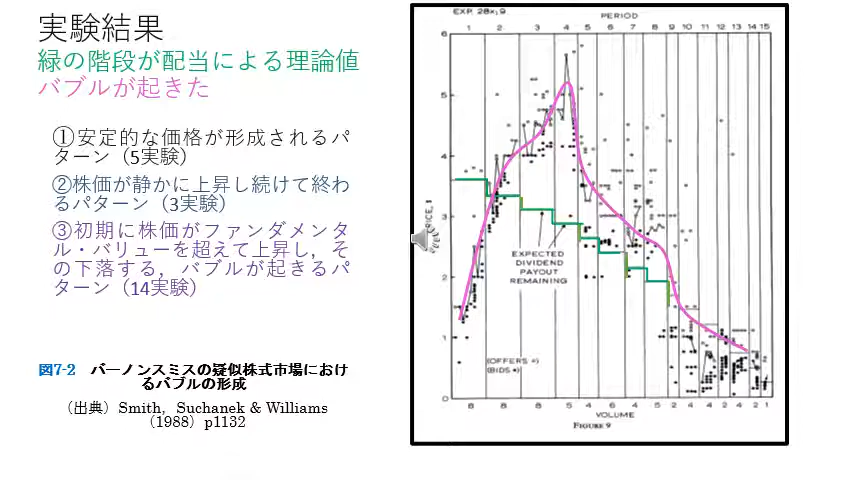 実験結果
緑の階段が配当による理論値
バブルが起きた
①安定的な価格が形成されるパ
ターン（5実験）
②株価が静かに上昇し続けて終わ
るパターン（3実験）
③初期に株価がファンダメンタ
ル・バリューを超えて上昇し，そ
の下落する，バブルが起きるパ
ターン（14実験）
図7-2　バーノンスミスの疑似株式市場におけ
るバブルの形成
（出典）Smith，Suchanek & Williams
（1988）p1132
EXP. 28x;9
PERIOD
1 2 3 4 5 6 7 8 9 10 11 12 13 14 15
6
5
4
3
2
1
0
EXPECTED
DIVIDEND
PAYOUT
REMAINING
(OFFERS ∘)
(BIDS •)
8 8 8 5 4 6 4 5 2 4 4 2 4 2 1
VOLUME
FIGURE 9